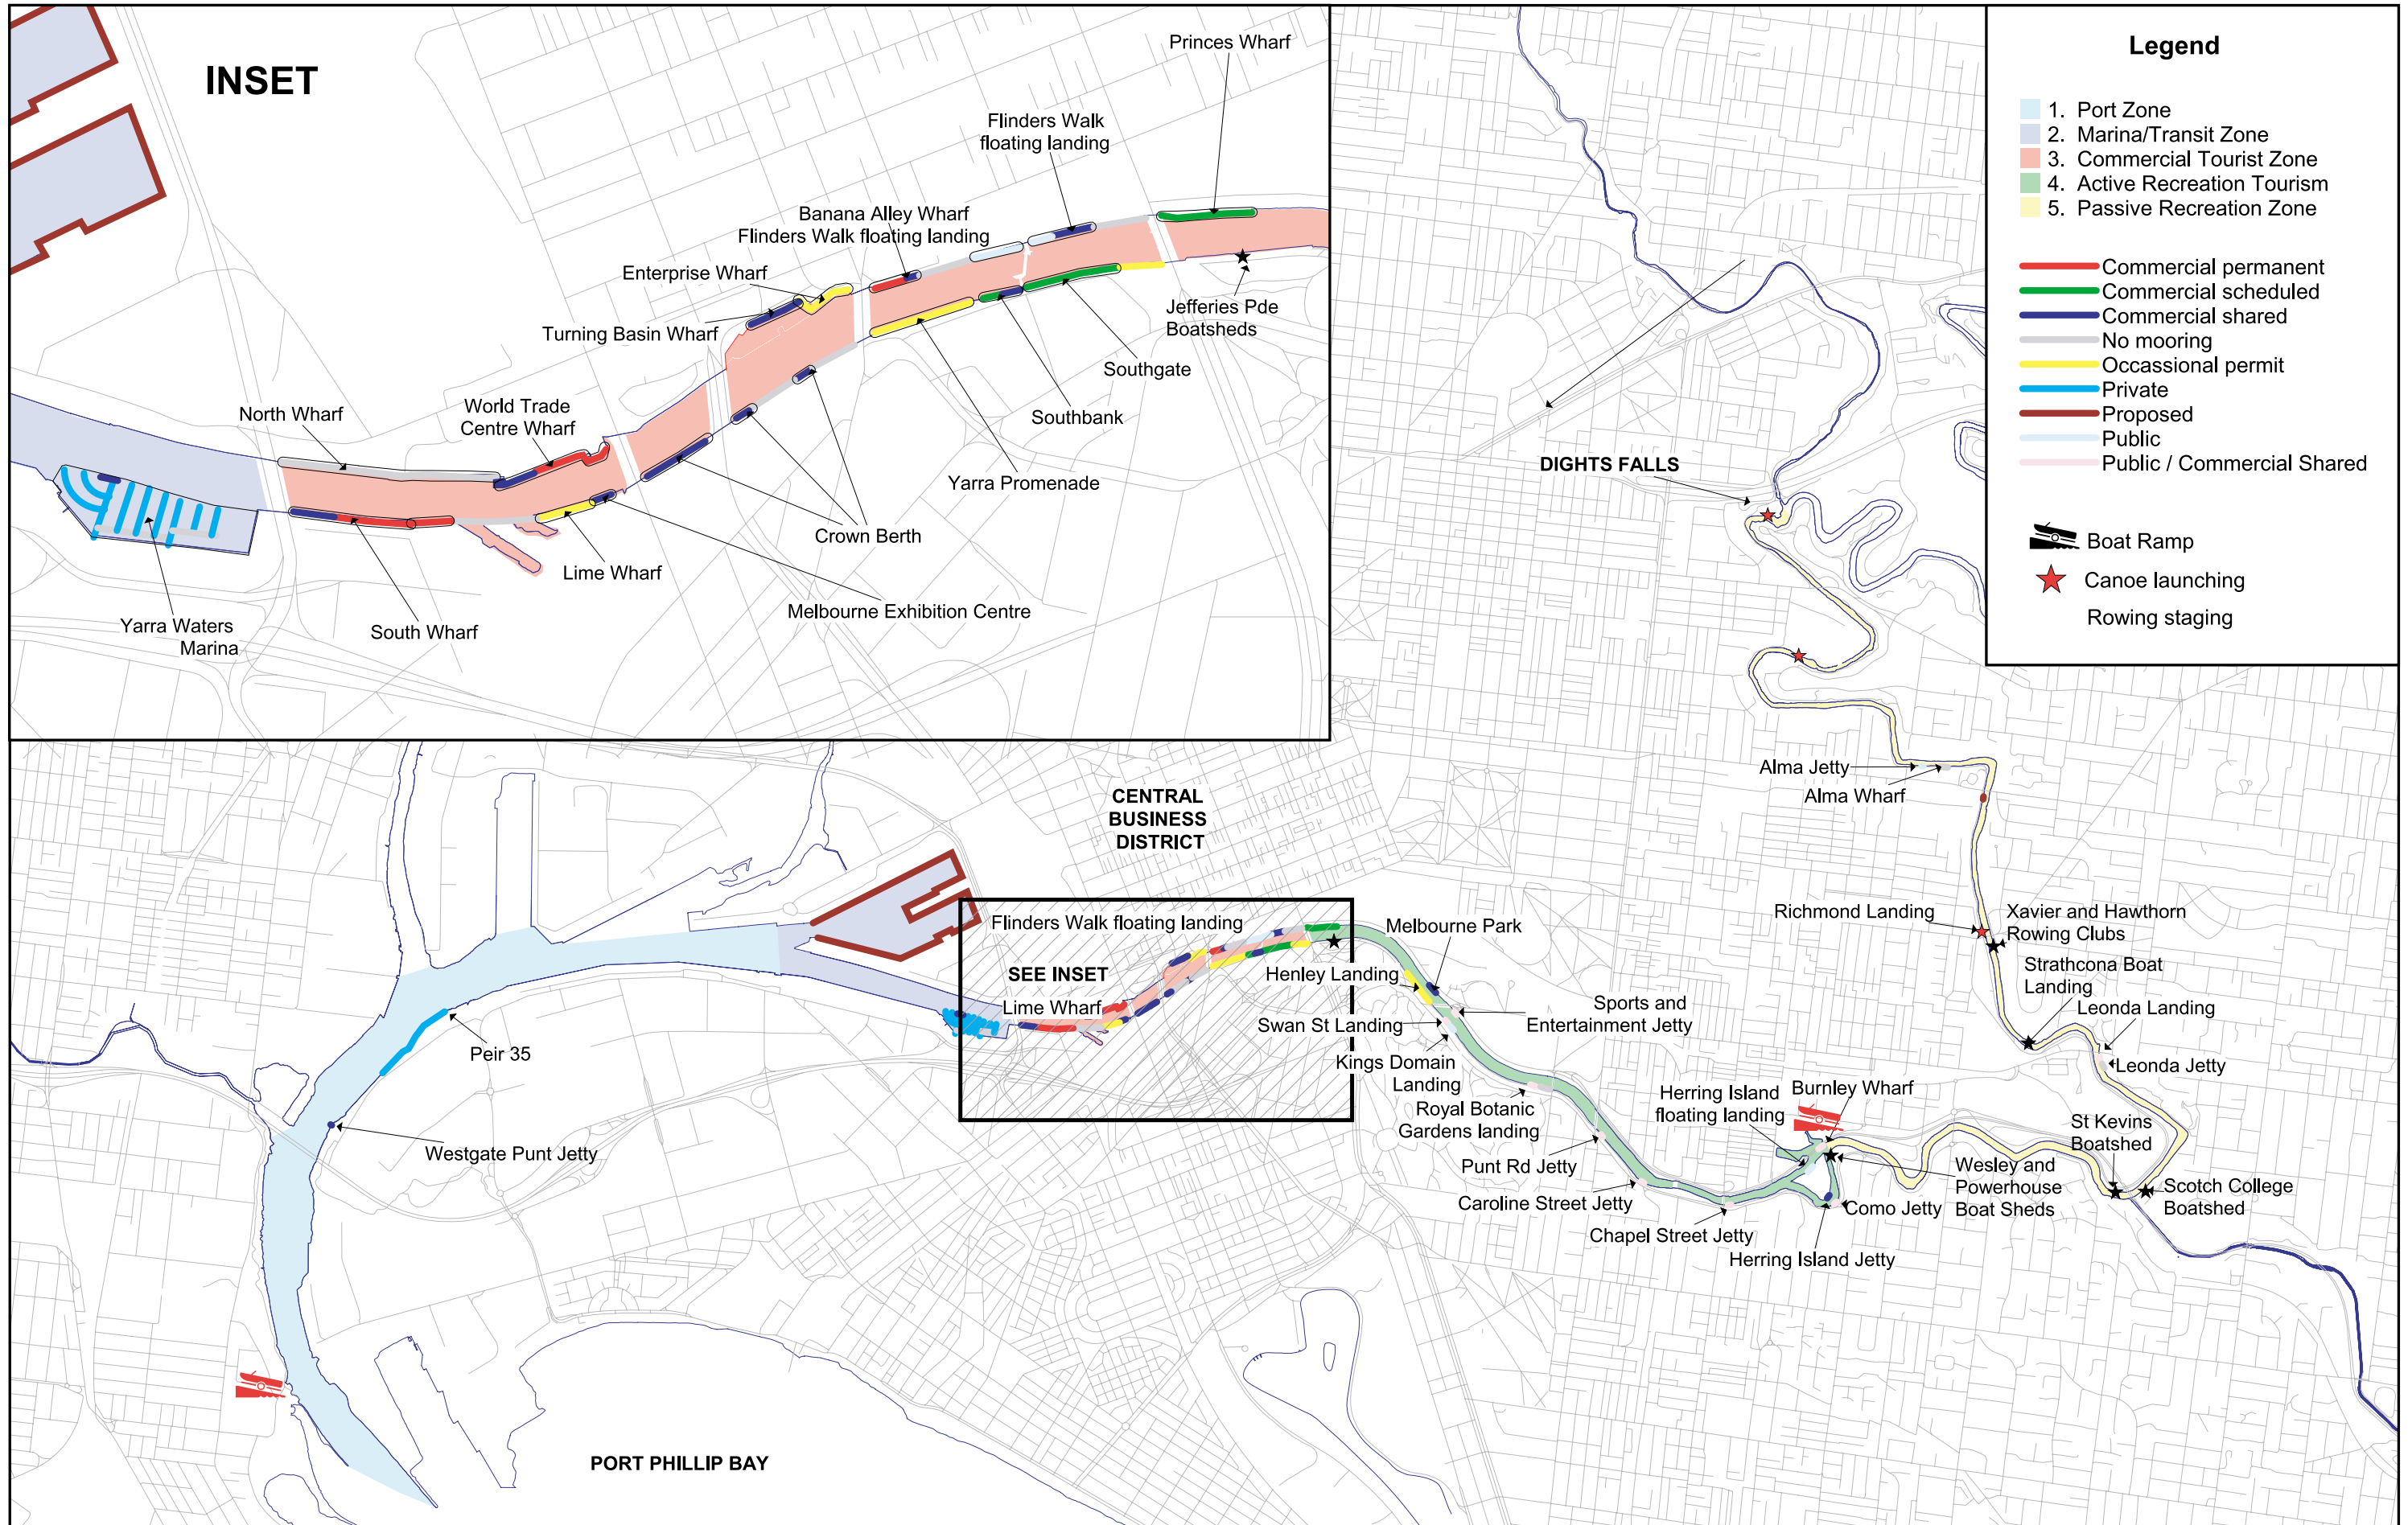 INSET
Princes Wharf
Flinders Walk
floating landing
Banana Alley Wharf
Flinders Walk floating landing
Enterprise Wharf
Turning Basin Wharf
Jefferies Pde
Boatsheds
Southgate
Southbank
North Wharf
World Trade
Centre Wharf
Yarra Promenade
Crown Berth
Lime Wharf
Melbourne Exhibition Centre
Yarra Waters
Marina
South Wharf
Legend
1. Port Zone
2. Marina/Transit Zone
3. Commercial Tourist Zone
4. Active Recreation Tourism
5. Passive Recreation Zone
Commercial permanent
Commercial scheduled
Commercial shared
No mooring
Occassional permit
Private
Proposed
Public
Public / Commercial Shared
Boat Ramp
Canoe launching
Rowing staging
DIGHTS FALLS
Alma Jetty
Alma Wharf
CENTRAL
BUSINESS
DISTRICT
Flinders Walk floating landing
SEE INSET
Lime Wharf
Melbourne Park
Henley Landing
Swan St Landing
Sports and
Entertainment Jetty
Kings Domain
Landing
Royal Botanic
Gardens landing
Punt Rd Jetty
Caroline Street Jetty
Chapel Street Jetty
Herring Island Jetty
Como Jetty
Herring Island
floating landing
Burnley Wharf
Wesley and
Powerhouse
Boat Sheds
Richmond Landing
Xavier and Hawthorn
Rowing Clubs
Strathcona Boat
Landing
Leonda Landing
Leonda Jetty
St Kevins
Boatshed
Scotch College
Boatshed
Peir 35
Westgate Punt Jetty
PORT PHILLIP BAY